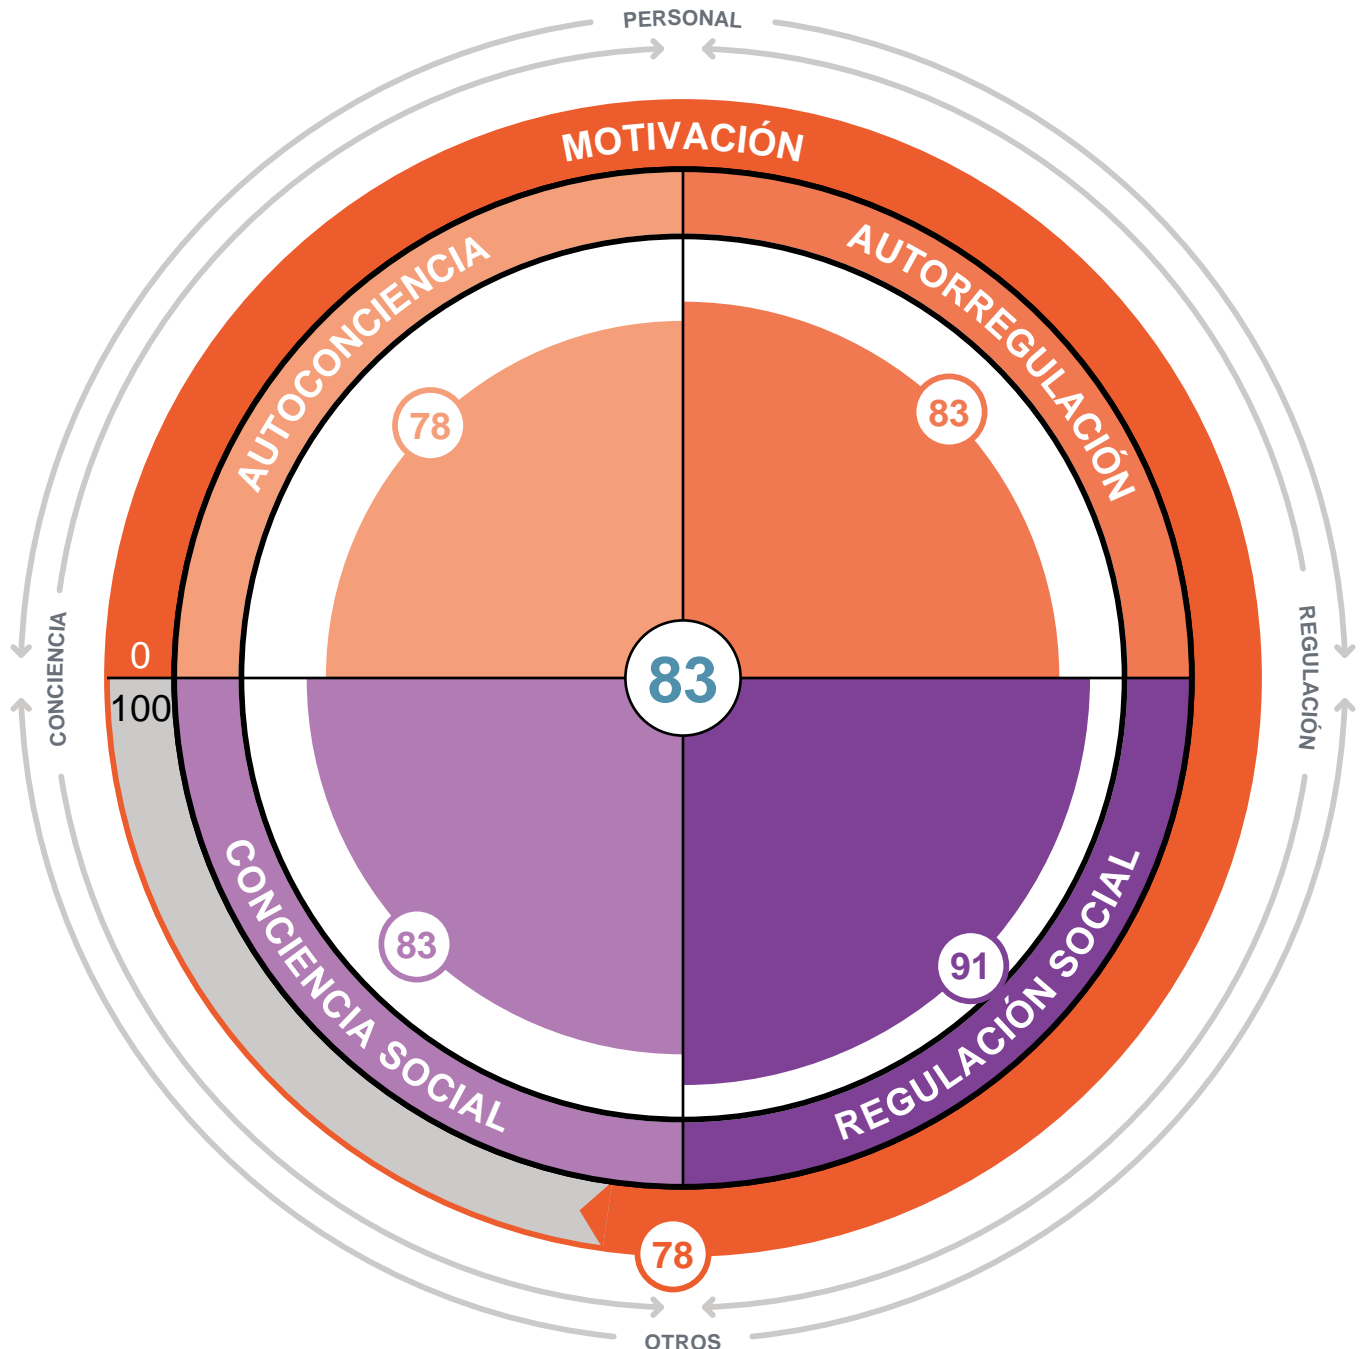 PERSONAL
MOTIVACIÓN
AUTOCONCIENCIA
AUTORREGULACIÓN
78
83
CONCIENCIA
0
100
83
REGULACIÓN
83
91
CONCIENCIA SOCIAL
REGULACIÓN SOCIAL
78
OTROS